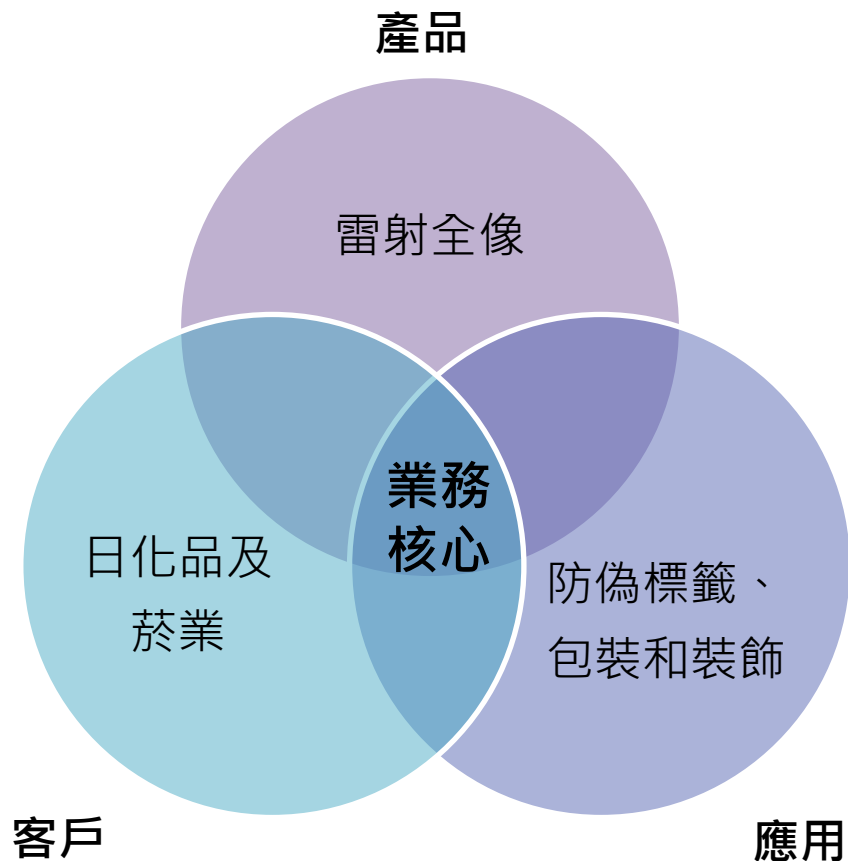 產品
雷射全像
業務
核心
日化品及
菸業
防偽標籤、
包裝和裝飾
客戶
應用